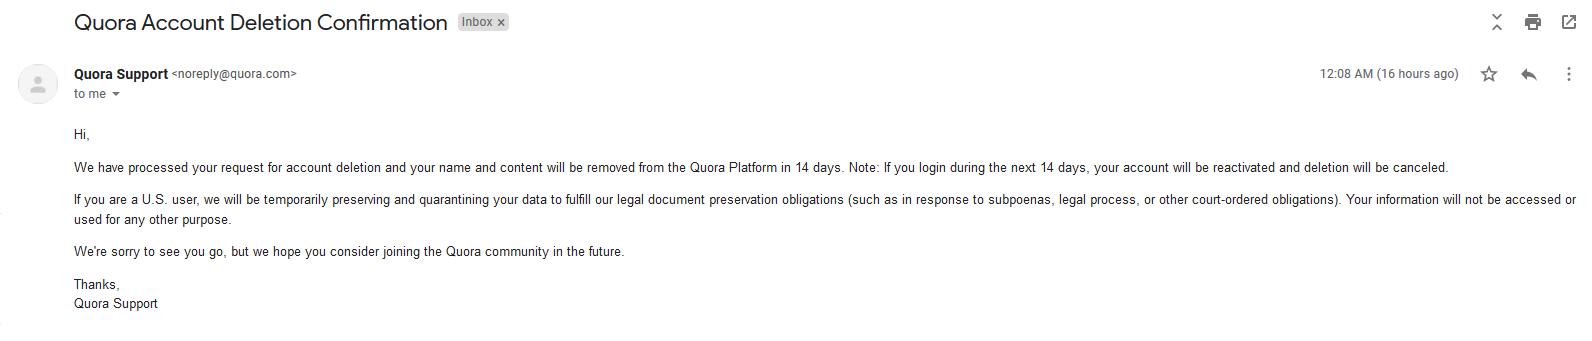 Quora Account Deletion Confirmation Inbox x
Quora Support <noreply@quora.com> 12:08 AM (16 hours ago)
to me
Hi,
We have processed your request for account deletion and your name and content will be removed from the Quora Platform in 14 days. Note: If you login during the next 14 days, your account will be reactivated and deletion will be canceled.
If you are a U.S. user, we will be temporarily preserving and quarantining your data to fulfill our legal document preservation obligations (such as in response to subpoenas, legal process, or other court-ordered obligations). Your information will not be accessed or
used for any other purpose.
We're sorry to see you go, but we hope you consider joining the Quora community in the future.
Thanks,
Quora Support